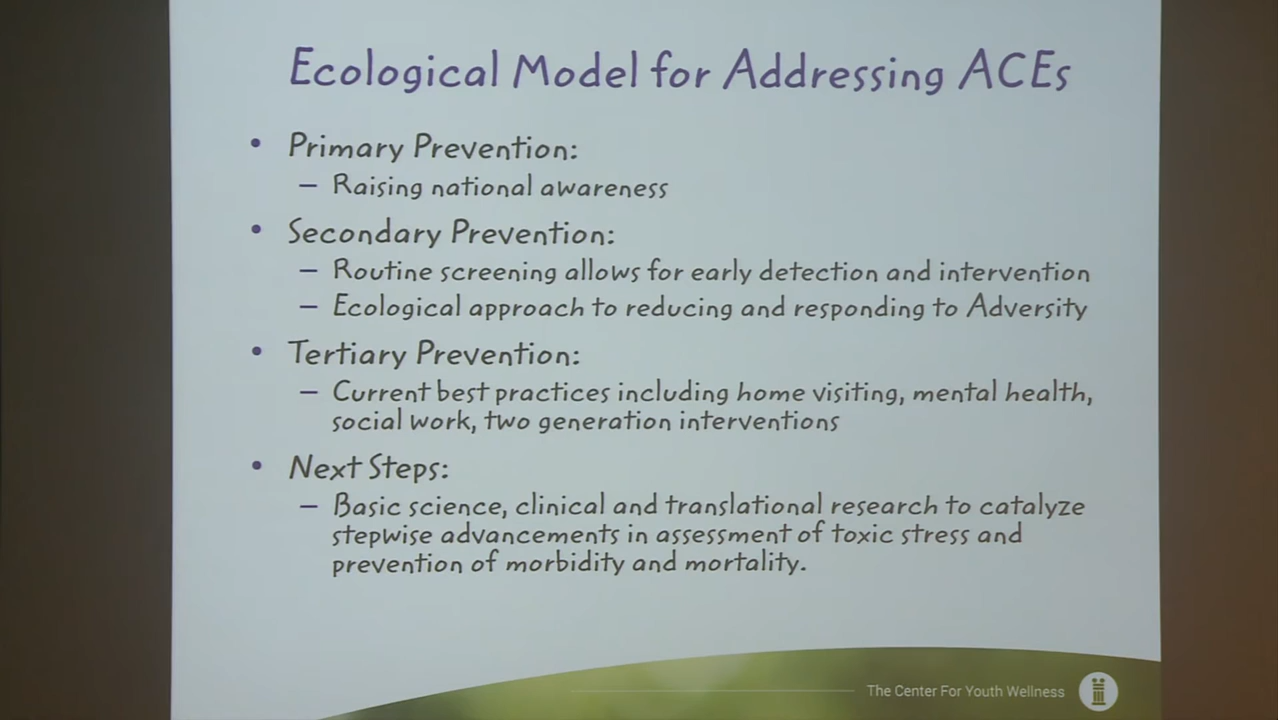 Ecological Model for Addressing ACEs
• Primary Prevention:
– Raising national awareness
• Secondary Prevention:
– Routine screening allows for early detection and intervention
– Ecological approach to reducing and responding to Adversity
• Tertiary Prevention:
– Current best practices including home visiting, mental health,
social work, two generation interventions
• Next Steps:
– Basic science, clinical and translational research to catalyze
stepwise advancements in assessment of toxic stress and
prevention of morbidity and mortality.
The Center For Youth Wellness